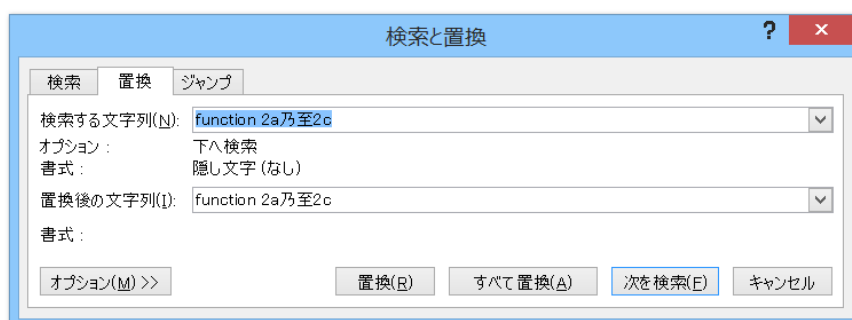 検索と置換 ? ×
検索 置換 ジャンプ
検索する文字列(N): function 2a乃至2c
オプション: 下へ検索
書式: 隠し文字(なし)
置換後の文字列(I): function 2a乃至2c
書式:
オプション(M) >> 置換(R) すべて置換(A) 次を検索(F) キャンセル